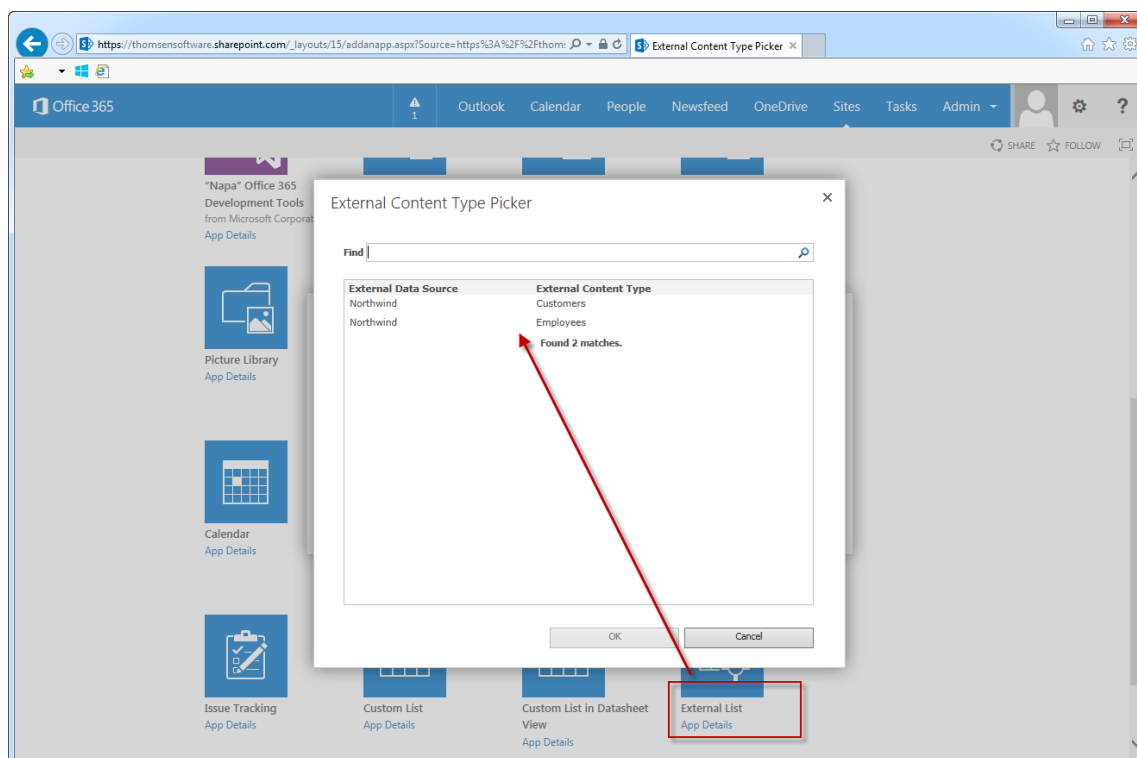 https://thomsensoftware.sharepoint.com/_layouts/15/addanapp.aspx?Source=https%3A%2F%2Fthom:
External Content Type Picker
Office 365
1
Outlook
Calendar
People
Newsfeed
OneDrive
Sites
Tasks
Admin
?
SHARE
FOLLOW
"Napa" Office 365
Development Tools
from Microsoft Corporat
App Details
External Content Type Picker
Find
External Data Source External Content Type
Northwind Customers
Northwind Employees
Found 2 matches.
OK
Cancel
Picture Library
App Details
Calendar
App Details
Issue Tracking
App Details
Custom List
App Details
Custom List in Datasheet
View
App Details
External List
App Details